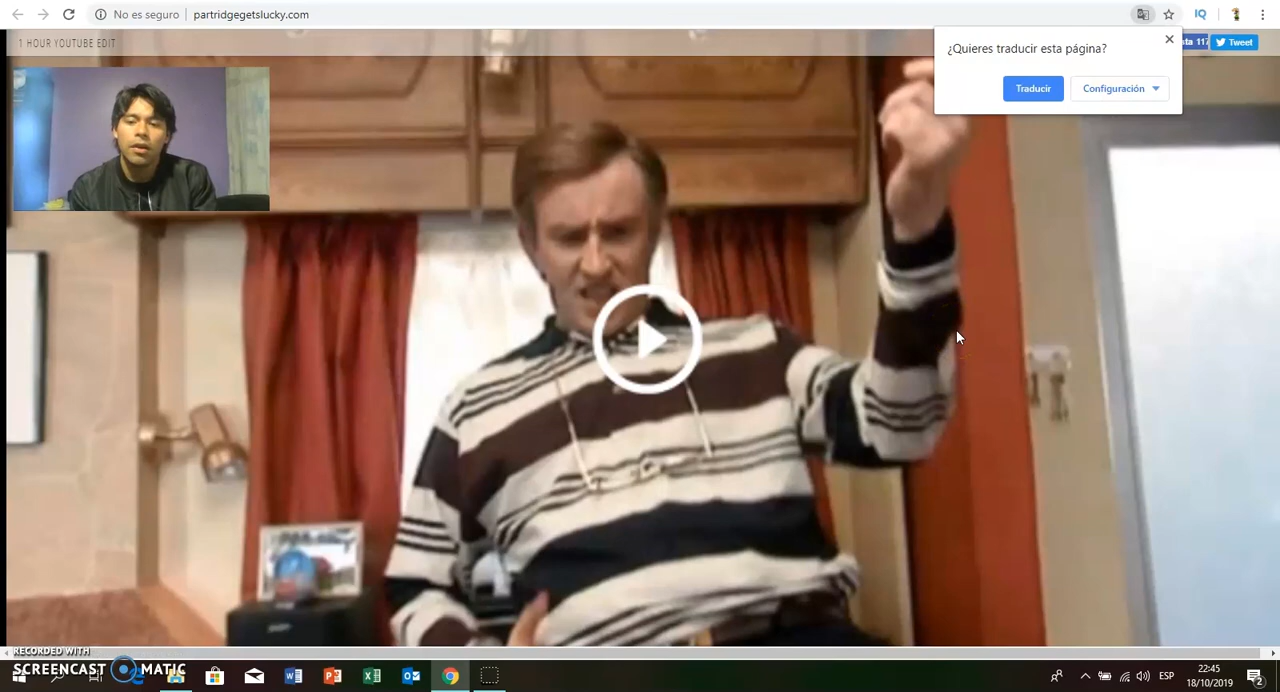 No es seguro
partridgegetslucky.com
1 HOUR YOUTUBE EDIT
¿Quieres traducir esta página?
Traducir
Configuración
Tweet
RECORDED WITH
SCREENCAST MATIC
ESP
22:45
18/10/2019
2